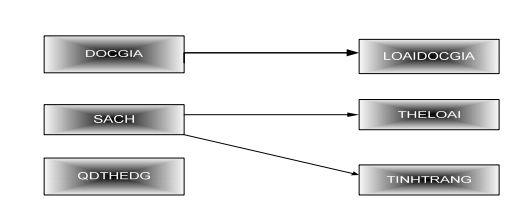 DOCGIA
LOAIDOCGIA
SACH
THELOAI
QDTHEDG
TINHTRANG